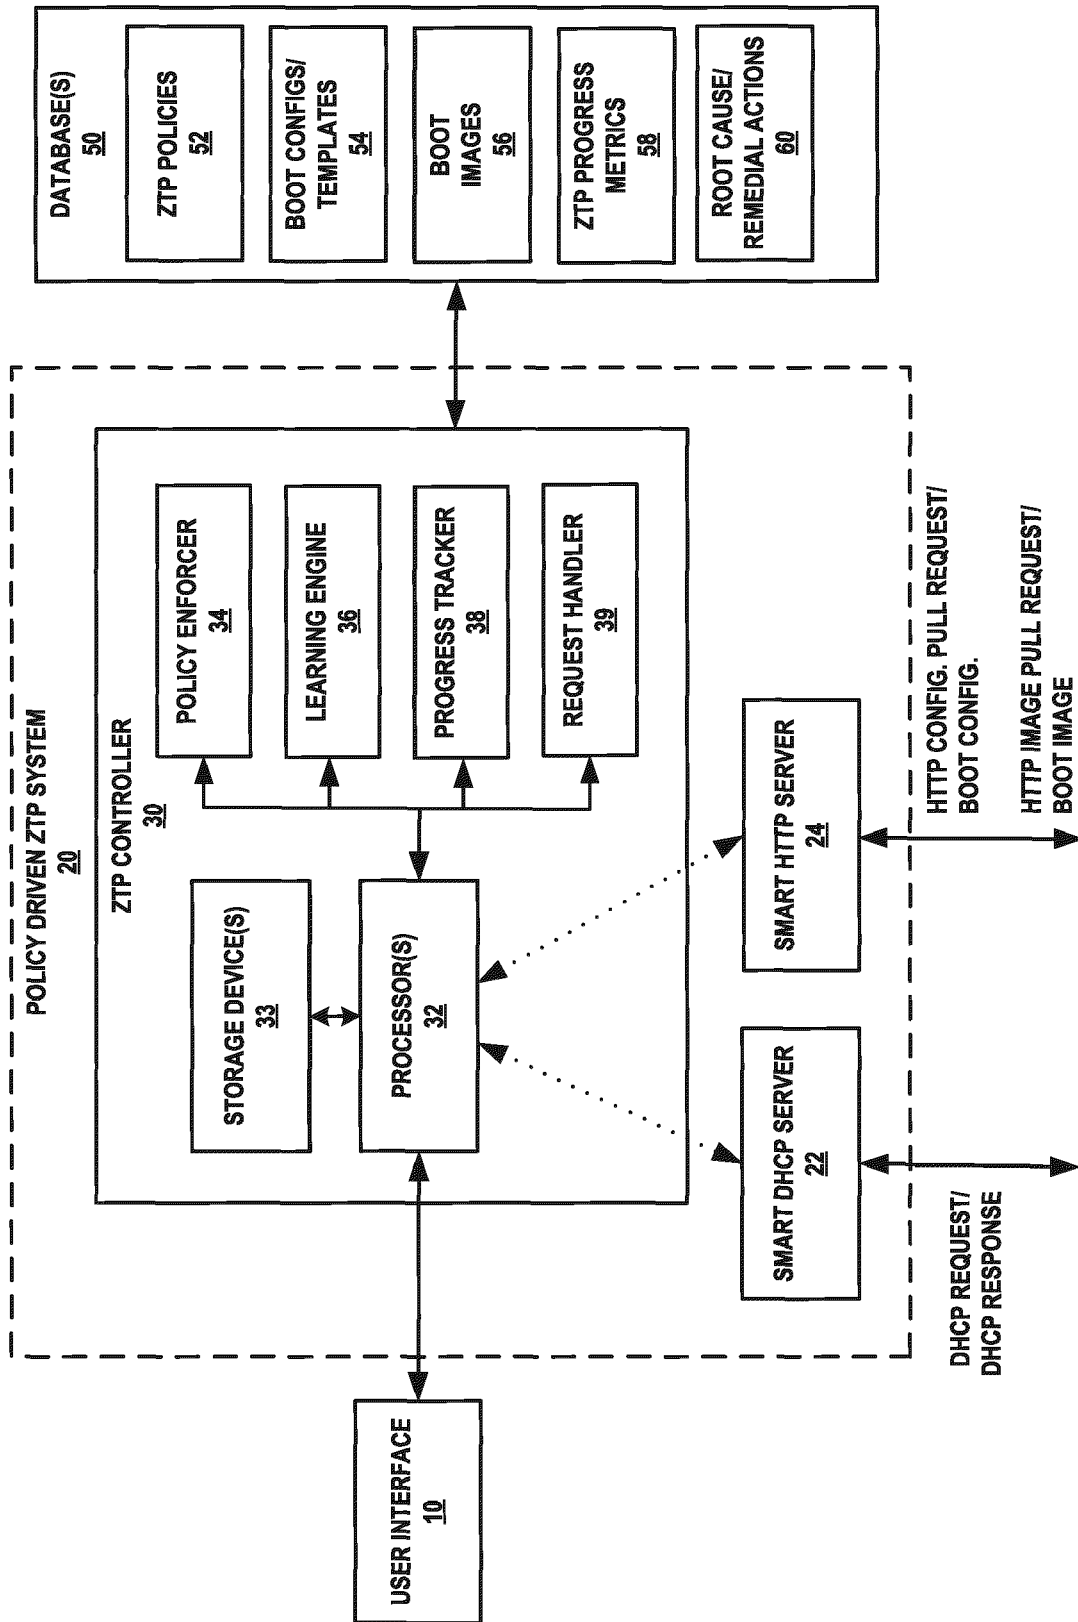 USER INTERFACE
10
POLICY DRIVEN ZTP SYSTEM
20
ZTP CONTROLLER
30
STORAGE DEVICE(S)
33
PROCESSOR(S)
32
POLICY ENFORCER
34
LEARNING ENGINE
36
PROGRESS TRACKER
38
REQUEST HANDLER
39
SMART DHCP SERVER
22
SMART HTTP SERVER
24
DHCP REQUEST/
DHCP RESPONSE
HTTP CONFIG. PULL REQUEST/
BOOT CONFIG.
HTTP IMAGE PULL REQUEST/
BOOT IMAGE
DATABASE(S)
50
ZTP POLICIES
52
BOOT CONFIGS/
TEMPLATES
54
BOOT
IMAGES
56
ZTP PROGRESS
METRICS
58
ROOT CAUSE/
REMEDIAL ACTIONS
60